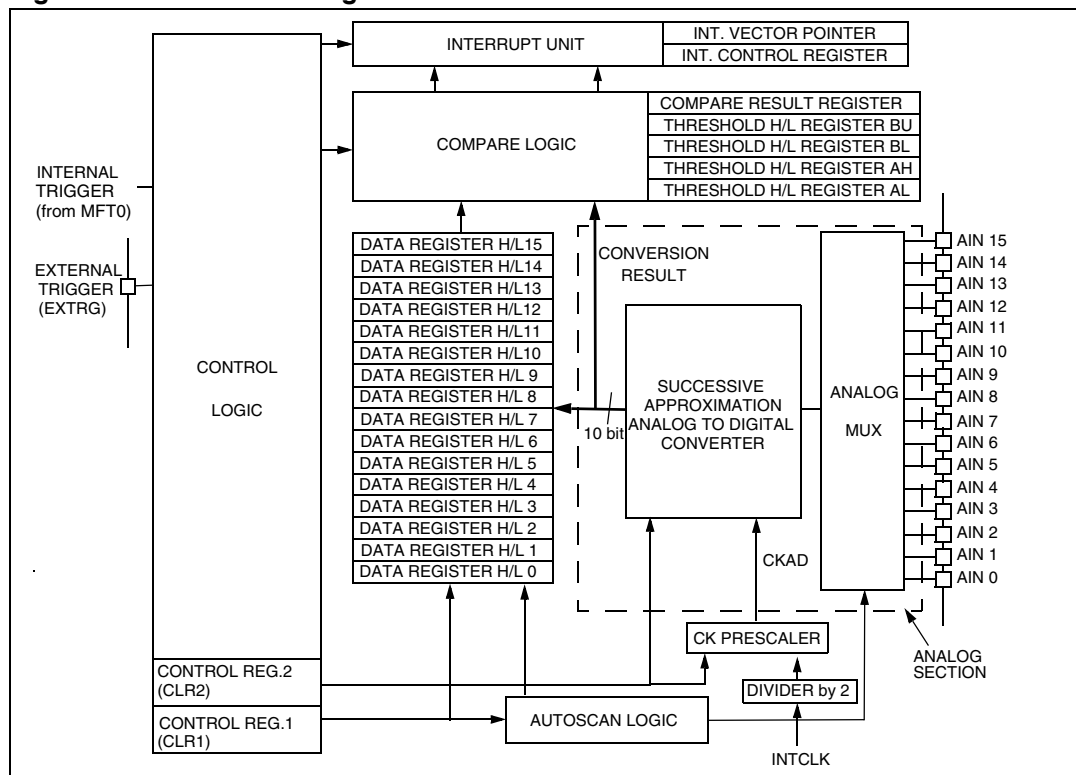 INTERRUPT UNIT
INT. VECTOR POINTER
INT. CONTROL REGISTER
COMPARE LOGIC
COMPARE RESULT REGISTER
THRESHOLD H/L REGISTER BU
THRESHOLD H/L REGISTER BL
THRESHOLD H/L REGISTER AH
THRESHOLD H/L REGISTER AL
INTERNAL
TRIGGER
(from MFT0)
EXTERNAL
TRIGGER
(EXTRG)
CONTROL
LOGIC
CONTROL REG.2
(CLR2)
CONTROL REG.1
(CLR1)
DATA REGISTER H/L15
DATA REGISTER H/L14
DATA REGISTER H/L13
DATA REGISTER H/L12
DATA REGISTER H/L11
DATA REGISTER H/L10
DATA REGISTER H/L 9
DATA REGISTER H/L 8
DATA REGISTER H/L 7
DATA REGISTER H/L 6
DATA REGISTER H/L 5
DATA REGISTER H/L 4
DATA REGISTER H/L 3
DATA REGISTER H/L 2
DATA REGISTER H/L 1
DATA REGISTER H/L 0
CONVERSION
RESULT
10 bit
SUCCESSIVE
APPROXIMATION
ANALOG TO DIGITAL
CONVERTER
ANALOG
MUX
AIN 15
AIN 14
AIN 13
AIN 12
AIN 11
AIN 10
AIN 9
AIN 8
AIN 7
AIN 6
AIN 5
AIN 4
AIN 3
AIN 2
AIN 1
AIN 0
CKAD
CK PRESCALER
ANALOG
SECTION
DIVIDER by 2
AUTOSCAN LOGIC
INTCLK